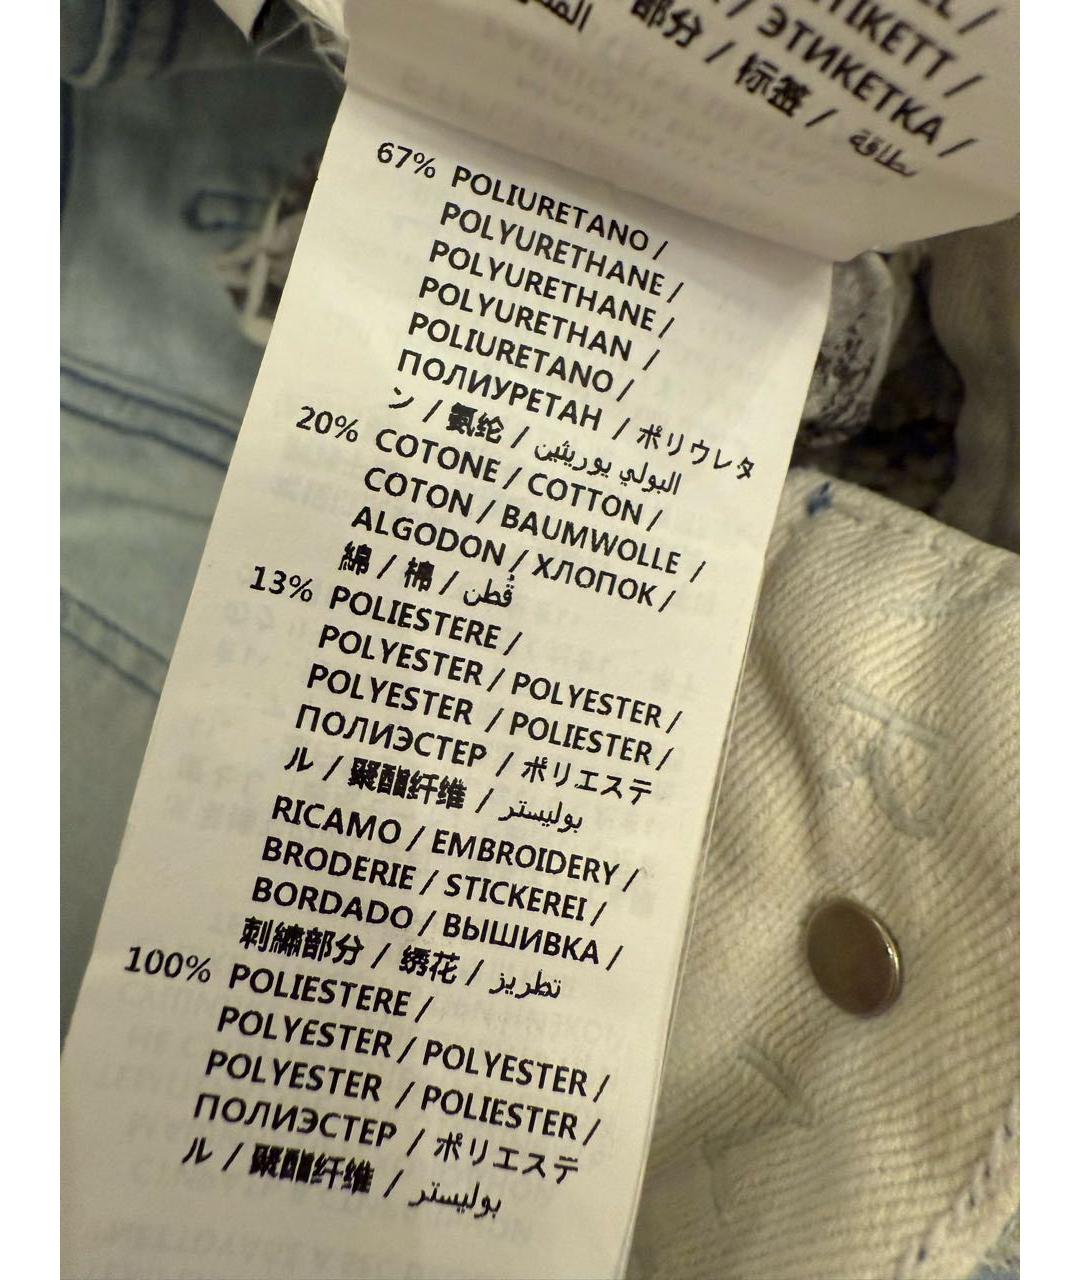 TIKETT /
部分 / ЭТИКЕТКА /
标签 / بطاقة
67% POLIURETANO /
POLYURETHANE /
POLYURETHANE /
POLYURETHAN /
POLIURETANO /
ПОЛИУРЕТАН / ポリウレタ
ン / 氨纶 / البولي يوريثين
20% COTONE / COTTON /
COTON / BAUMWOLLE /
ALGODON / ХЛОПОК /
綿 / 棉 / قُطن
13% POLIESTERE /
POLYESTER / POLYESTER /
POLYESTER / POLIESTER /
ПОЛИЭСТЕР / ポリエステ
ル / 聚酯纤维 / بوليستر
RICAMO / EMBROIDERY /
BRODERIE / STICKEREI /
BORDADO / ВЫШИВКА /
刺繍部分 / 绣花 / تطريز
100% POLIESTERE /
POLYESTER / POLYESTER /
POLYESTER / POLIESTER /
ПОЛИЭСТЕР / ポリエステ
ル / 聚酯纤维 / بوليستر